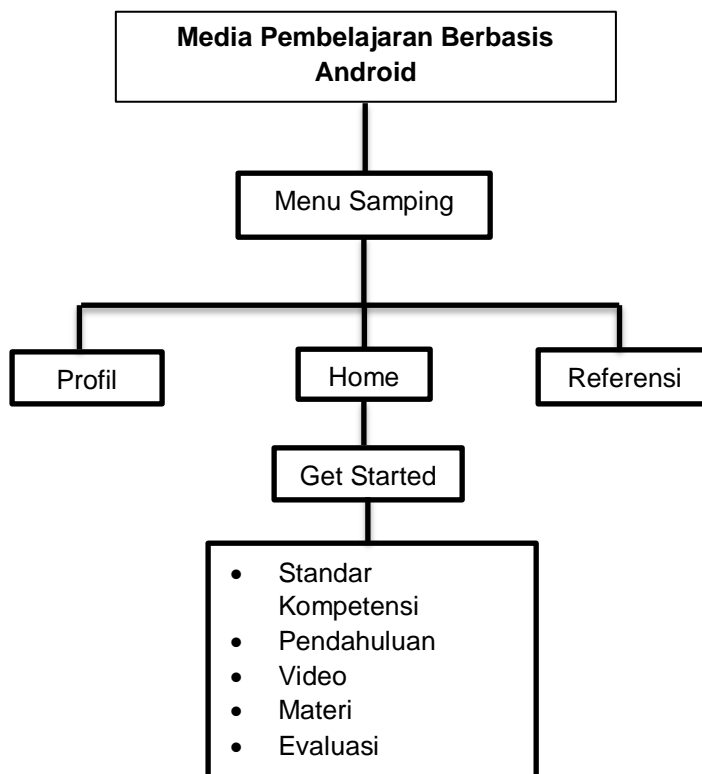 Media Pembelajaran Berbasis
Android
Menu Samping
Profil
Home
Referensi
Get Started
• Standar
Kompetensi
• Pendahuluan
• Video
• Materi
• Evaluasi